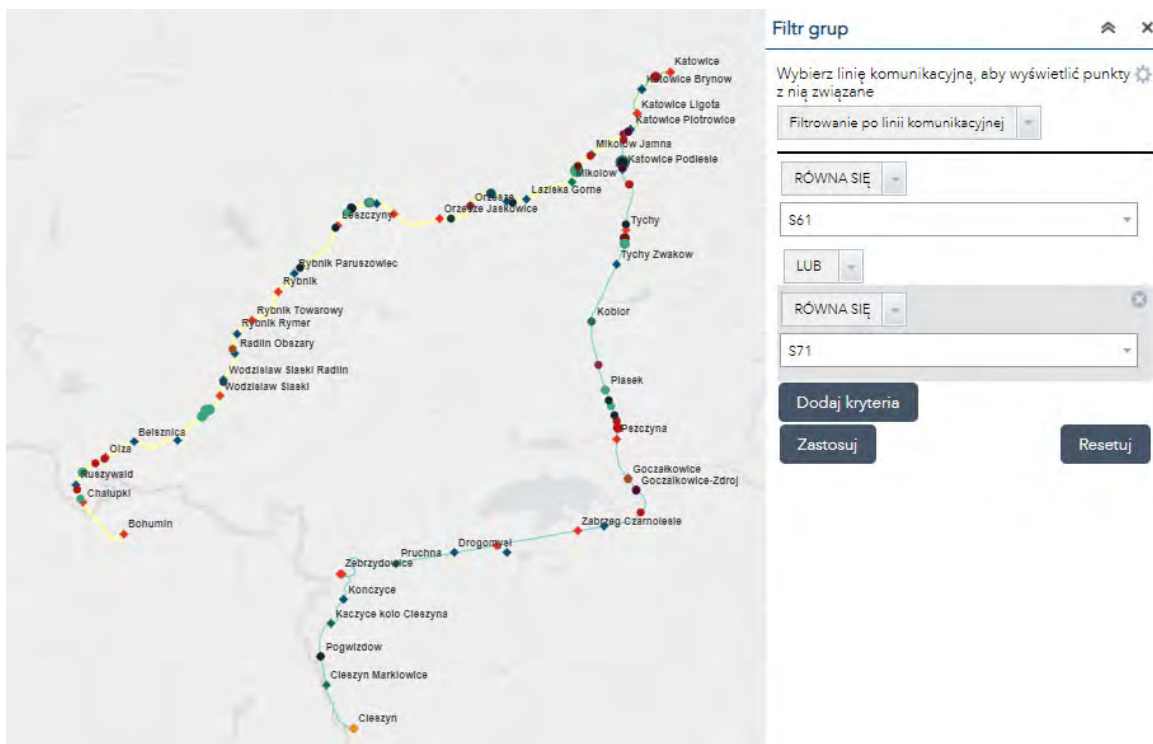 Katowice
Katowice Brynow
Katowice Ligota
Katowice Piotrowice
Mikolow Jamna
Katowice Podlesie
Mikolow
Laziska Gorne
Orzesze
Orzesze Jaskowice
Leszczyny
Tychy
Tychy Zwakow
Rybnik Paruszowiec
Rybnik
Rybnik Towarowy
Rybnik Rymer
Kobior
Radlin Obszary
Wodzislaw Slaski Radlin
Wodzislaw Slaski
Piasek
Pszczyna
Belsznica
Olza
Ruszywald
Chalupki
Bohumin
Goczałkowice
Goczalkowice-Zdroj
Zabrzeg Czarnolesie
Drogomysl
Pruchna
Zebrzydowice
Konczyce
Kaczyce kolo Cieszyna
Pogwizdow
Cieszyn Marklowice
Cieszyn
Filtr grup
Wybierz linię komunikacyjną, aby wyświetlić punkty
z nią związane
Filtrowanie po linii komunikacyjnej
RÓWNA SIĘ
S61
LUB
RÓWNA SIĘ
S71
Dodaj kryteria
Zastosuj
Resetuj